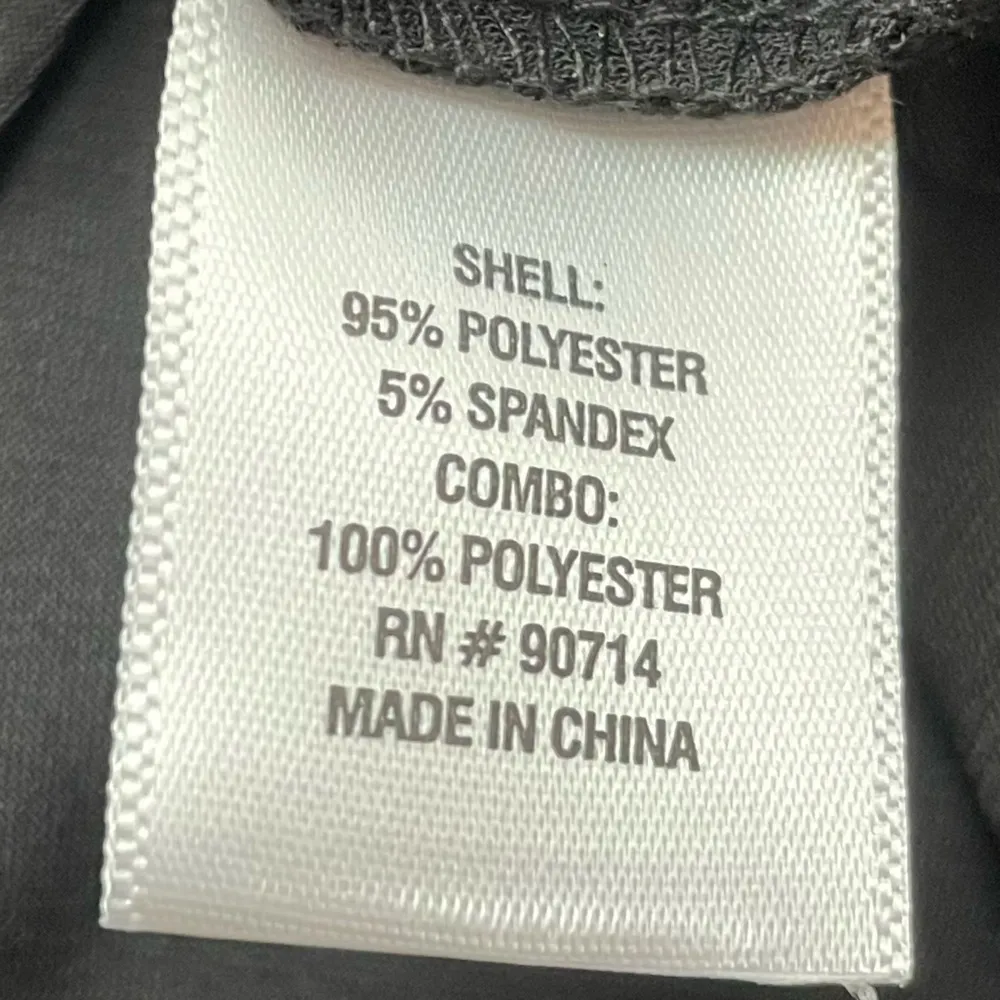 SHELL:
95% POLYESTER
5% SPANDEX
COMBO:
100% POLYESTER
RN # 90714
MADE IN CHINA